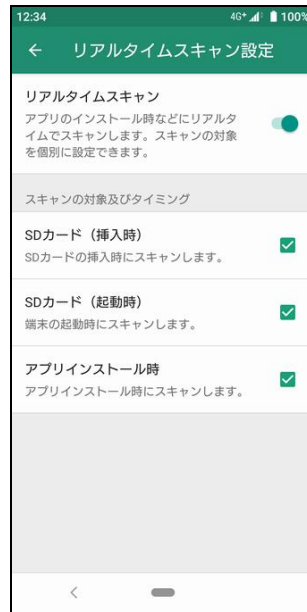 12:34 4G+ 100%
リアルタイムスキャン設定
リアルタイムスキャン
アプリのインストール時などにリアルタ
イムでスキャンします。スキャンの対象
を個別に設定できます。
スキャンの対象及びタイミング
SDカード（挿入時）
SDカードの挿入時にスキャンします。
SDカード（起動時）
端末の起動時にスキャンします。
アプリインストール時
アプリインストール時にスキャンします。